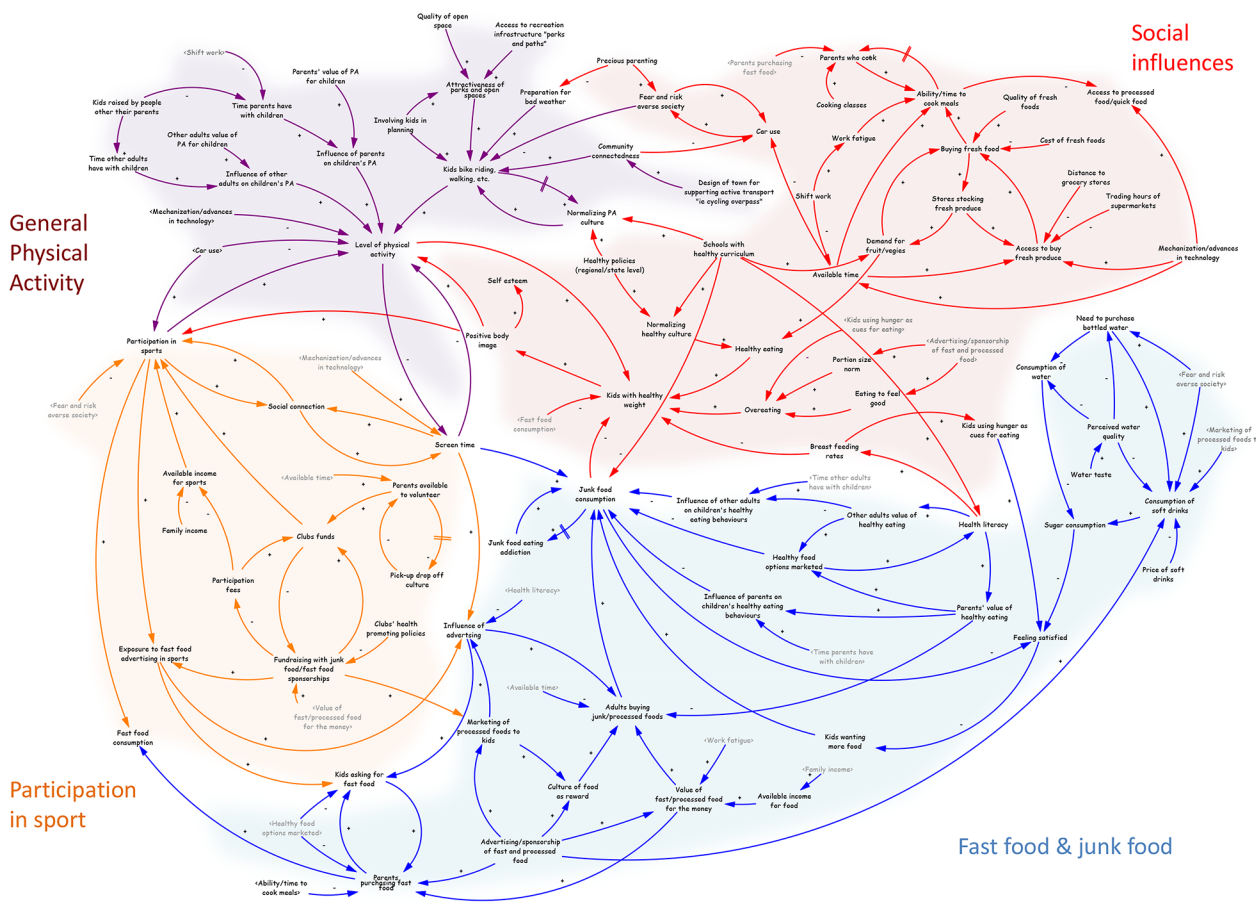 Social
influences
General
Physical
Activity
Participation
in sport
Fast food & junk food
Quality of open
space
Access to recreation
infrastructure "parks
and paths"
<Shift work>
Parents' value of PA
for children
Attractiveness of
parks and open
spaces
Precious parenting
Preparation for
bad weather
Fear and risk
averse society
<Parents purchasing
fast food>
Parents who cook
Cooking classes
Ability/time to
cook meals
Quality of fresh
foods
Access to processed
food/quick food
Kids raised by people
other their parents
Time parents have
with children
Involving kids in
planning
Car use
Work fatigue
Cost of fresh foods
Buying fresh food
Other adults value of
PA for children
Time other adults
have with children
Influence of parents
on children's PA
Influence of other
adults on children's PA
Kids bike riding,
walking, etc.
Community
connectedness
Design of town for
supporting active transport
"ie cycling overpass"
Shift work
Stores stocking
fresh produce
Distance to
grocery stores
Trading hours of
supermarkets
<Mechanization/advances
in technology>
<Car use>
Level of physical
activity
Normalizing PA
culture
Schools with
healthy curriculum
Healthy policies
(regional/state level)
Demand for
fruit/vegies
Available time
Access to buy
fresh produce
Mechanization/advances
in technology
Self esteem
Positive body
image
Normalizing
healthy culture
Healthy eating
<Kids using hunger as
cues for eating>
Portion size
norm
<Advertising/sponsorship
of fast and processed
food>
Need to purchase
bottled water
Participation in
sports
<Mechanization/advances
in technology>
<Fear and risk
averse society>
Social connection
Kids with healthy
weight
<Fast food
consumption>
Overeating
Eating to feel
good
Consumption of
water
<Fear and risk
averse society>
Screen time
Breast feeding
rates
Kids using hunger as
cues for eating
Perceived water
quality
Water taste
Available income
for sports
Family income
<Available time>
Parents available
to volunteer
Junk food
consumption
Junk food eating
addiction
Influence of other adults
on children's healthy
eating behaviours
<Time other adults
have with children>
Other adults value of
healthy eating
Health literacy
Sugar consumption
Consumption of
soft drinks
Price of soft
drinks
Clubs funds
Participation
fees
Pick-up drop off
culture
Healthy food
options marketed
<Health literacy>
Influence of parents on
children's healthy eating
behaviours
Parents' value of
healthy eating
Feeling satisfied
Clubs' health
promoting policies
Influence of
advertsing
Exposure to fast food
advertising in sports
Fundraising with junk
food/fast food
sponsorships
<Time parents have
with children>
<Value of
fast/processed food
for the money>
<Available time>
Adults buying
junk/processed foods
Marketing of
processed foods to
kids
Fast food
consumption
<Work fatigue>
Kids wanting
more food
Kids asking for
fast food
Culture of food
as reward
Value of
fast/processed food
for the money
<Family income>
Available income
for food
<Healthy food
options marketed>
Advertising/sponsorship
of fast and processed
food
<Ability/time to
cook meals>
Parents
purchasing fast
food